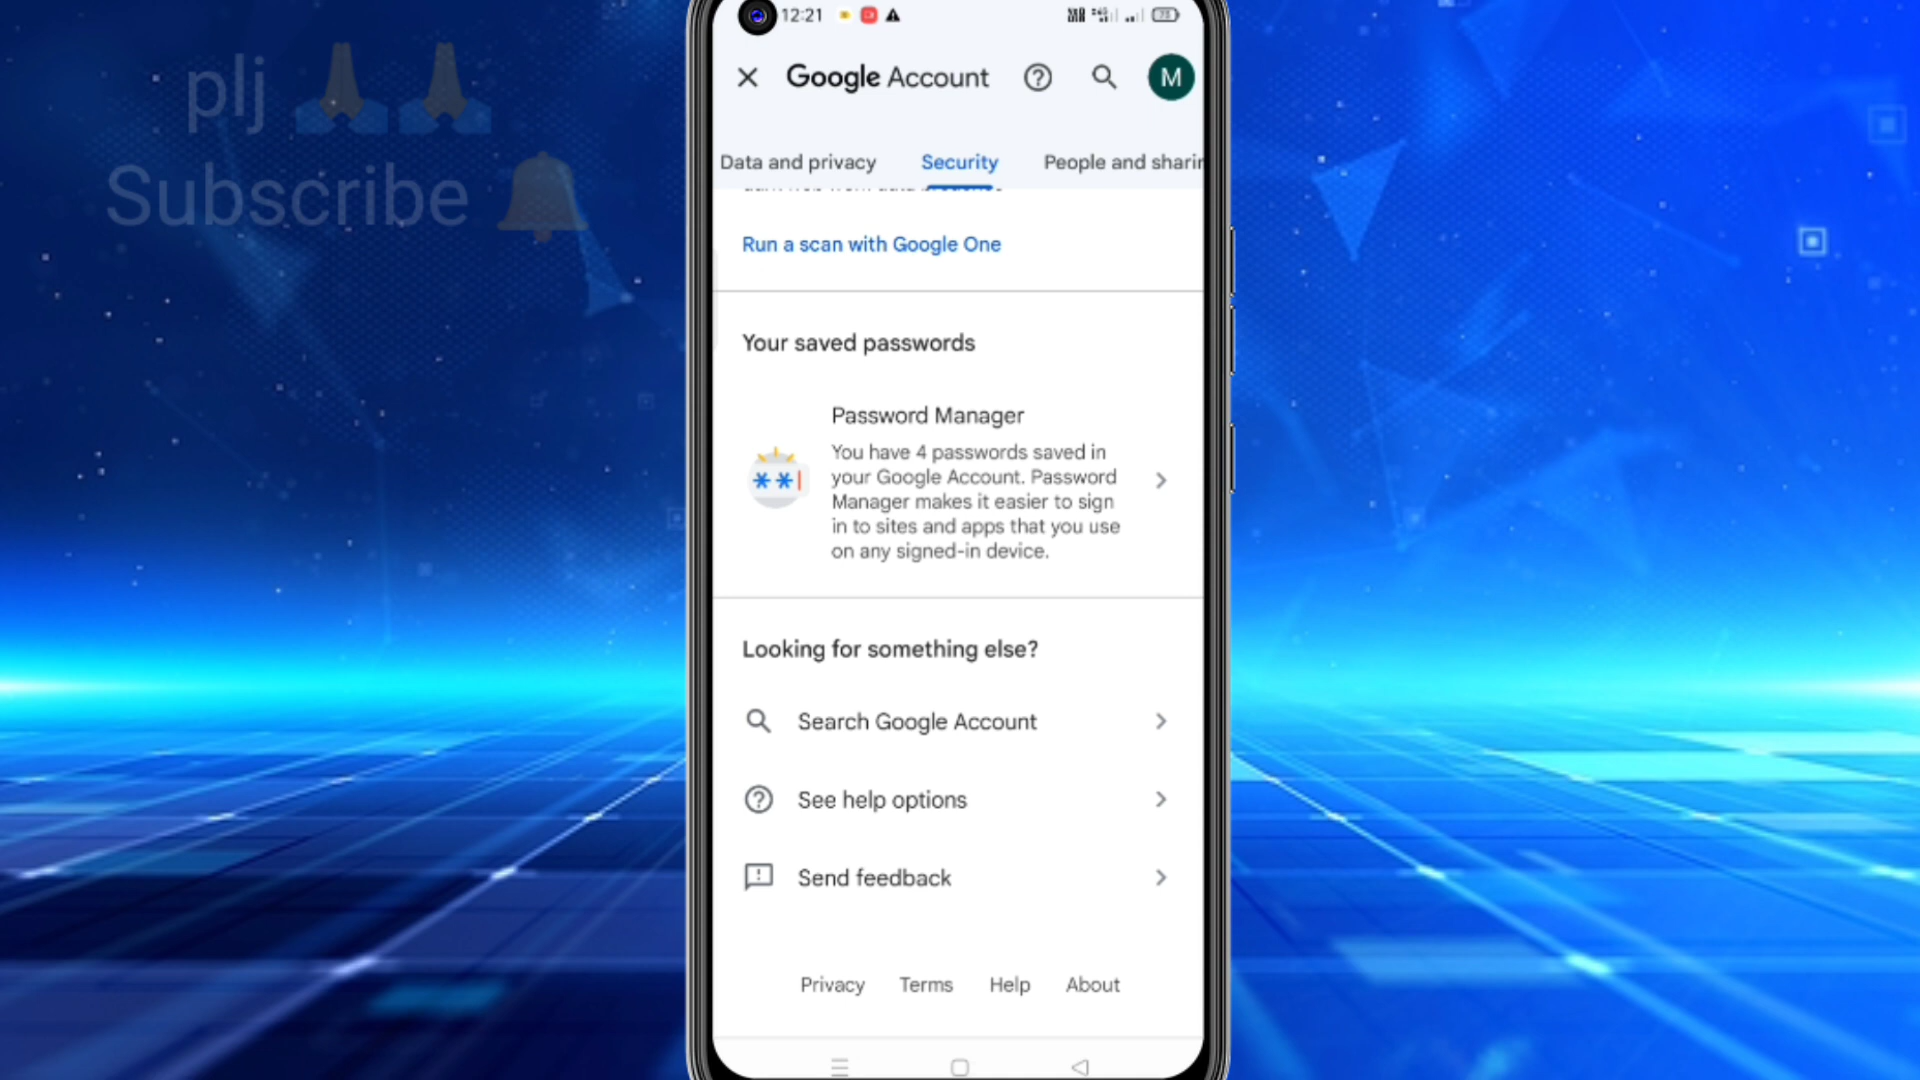 plj 🙏🙏
Subscribe 🔔
12:21
Google Account
M
Data and privacy Security People and sharin
Run a scan with Google One
Your saved passwords
Password Manager
You have 4 passwords saved in
your Google Account. Password
Manager makes it easier to sign
in to sites and apps that you use
on any signed-in device.
Looking for something else?
Search Google Account
See help options
Send feedback
Privacy Terms Help About